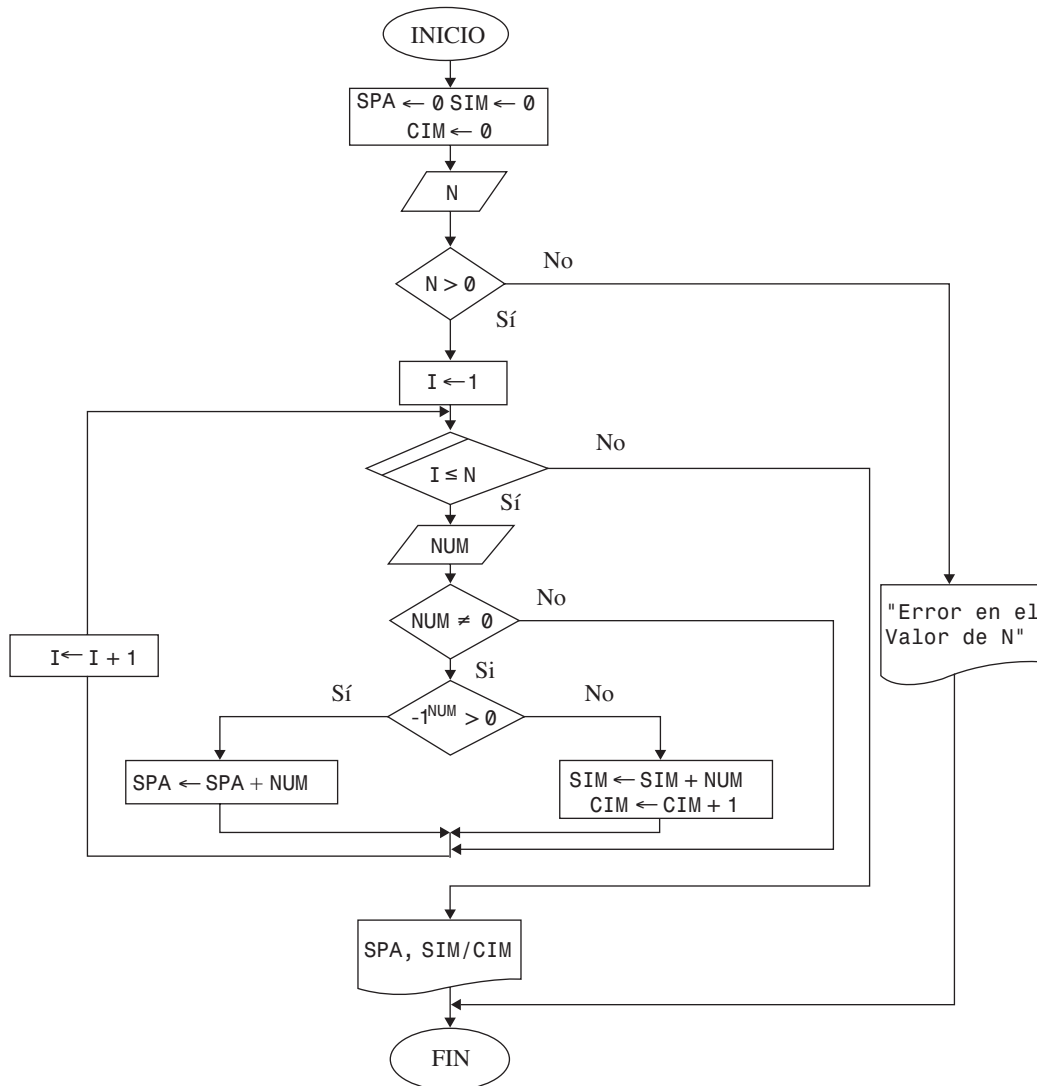 INICIO
SPA ← 0 SIM ← 0
CIM ← 0
N
N > 0
No
Sí
I ← 1
I ≤ N
No
Sí
NUM
NUM ≠ 0
No
Si
"Error en el
Valor de N"
I ← I + 1
-1^NUM > 0
Sí
No
SPA ← SPA + NUM
SIM ← SIM + NUM
CIM ← CIM + 1
SPA, SIM/CIM
FIN